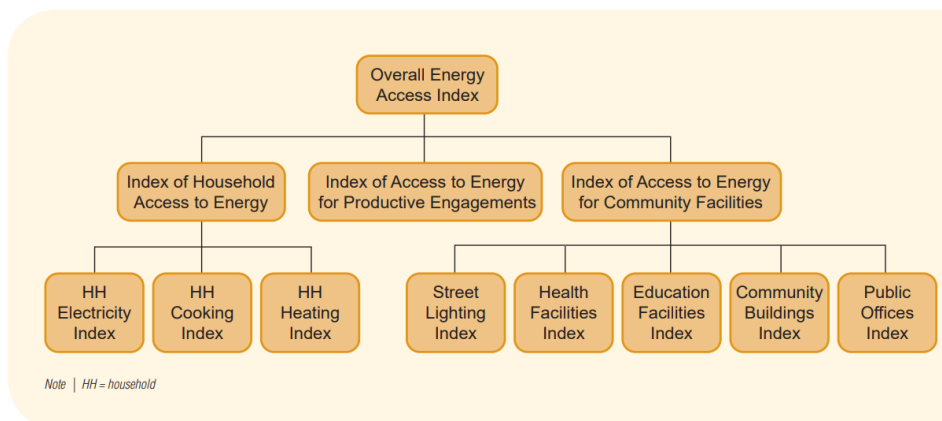 Overall Energy
Access Index
Index of Household
Access to Energy
Index of Access to Energy
for Productive Engagements
Index of Access to Energy
for Community Facilities
HH
Electricity
Index
HH
Cooking
Index
HH
Heating
Index
Street
Lighting
Index
Health
Facilities
Index
Education
Facilities
Index
Community
Buildings
Index
Public
Offices
Index
Note | HH = household